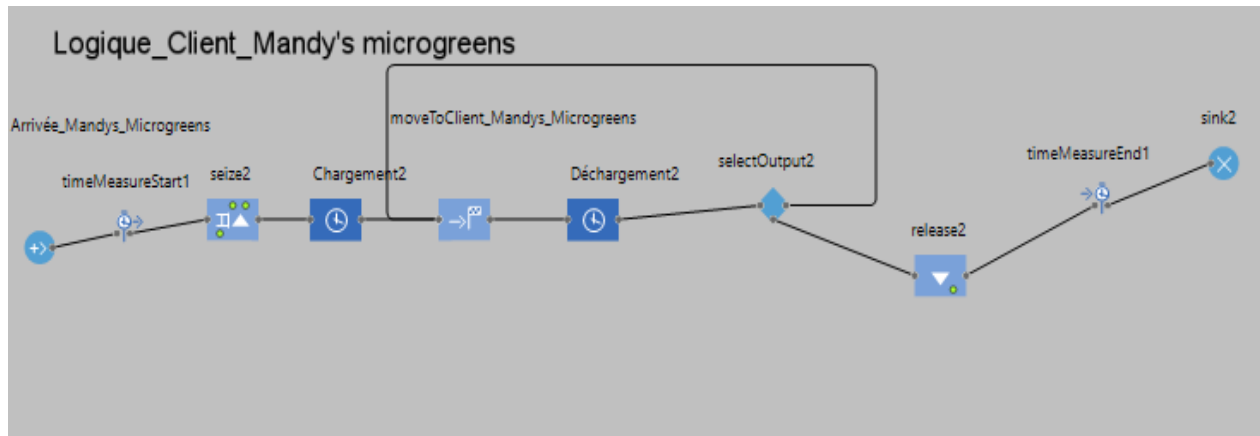 Logique_Client_Mandy's microgreens
Arrivée_Mandys_Microgreens
moveToClient_Mandys_Microgreens
sink2
timeMeasureStart1
seize2
Chargement2
Déchargement2
selectOutput2
timeMeasureEnd1
release2